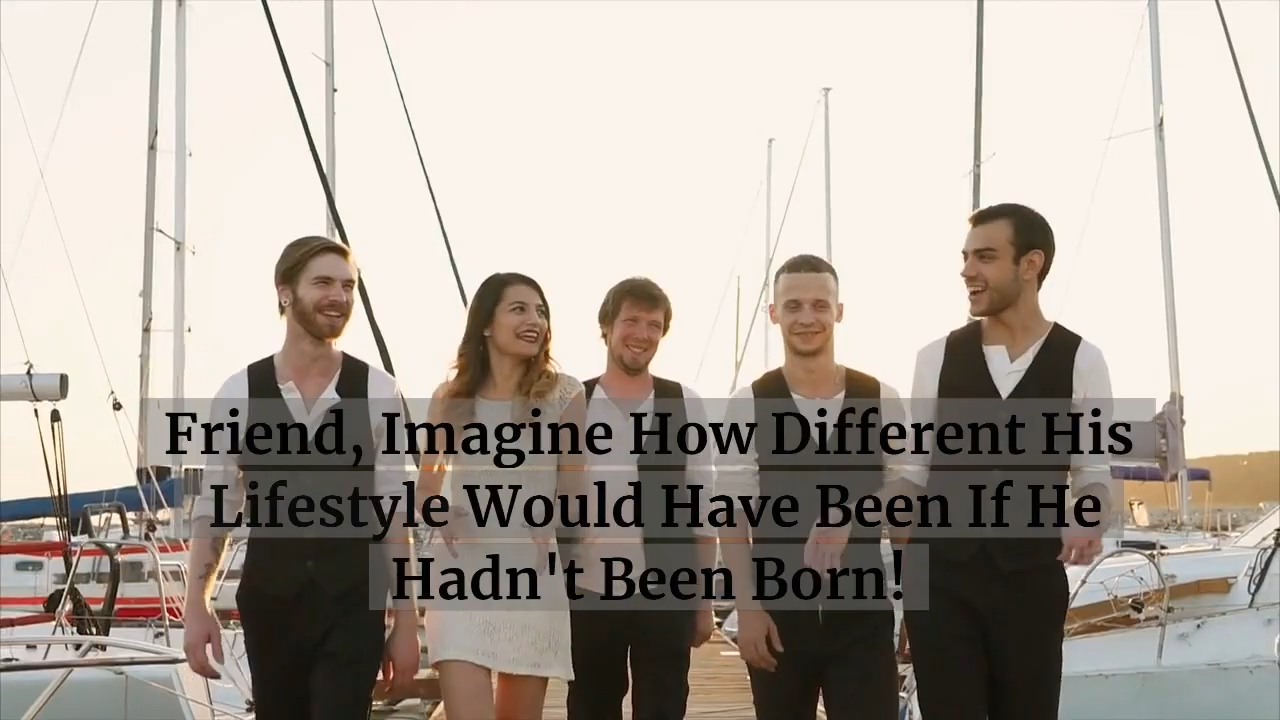 Friend, Imagine How Different His
Lifestyle Would Have Been If He
Hadn't Been Born!